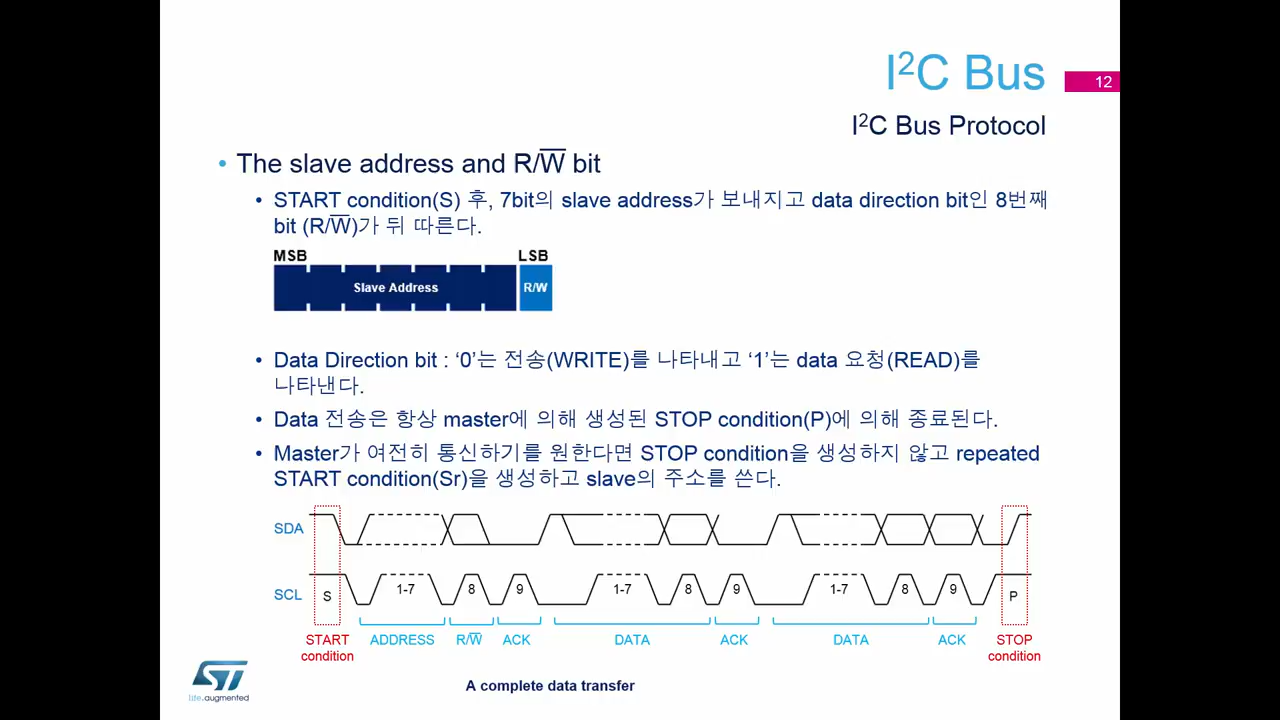 I²C Bus
12
I²C Bus Protocol
• The slave address and R/W̅ bit
• START condition(S) 후, 7bit의 slave address가 보내지고 data direction bit인 8번째
bit (R/W̅)가 뒤 따른다.
MSB LSB
Slave Address R/W
• Data Direction bit : ‘0’는 전송(WRITE)를 나타내고 ‘1’는 data 요청(READ)를
나타낸다.
• Data 전송은 항상 master에 의해 생성된 STOP condition(P)에 의해 종료된다.
• Master가 여전히 통신하기를 원한다면 STOP condition을 생성하지 않고 repeated
START condition(Sr)을 생성하고 slave의 주소를 쓴다.
SDA
SCL S 1-7 8 9 1-7 8 9 1-7 8 9 P
START ADDRESS R/W̅ ACK DATA ACK DATA ACK STOP
condition condition
ST
life.augmented
A complete data transfer